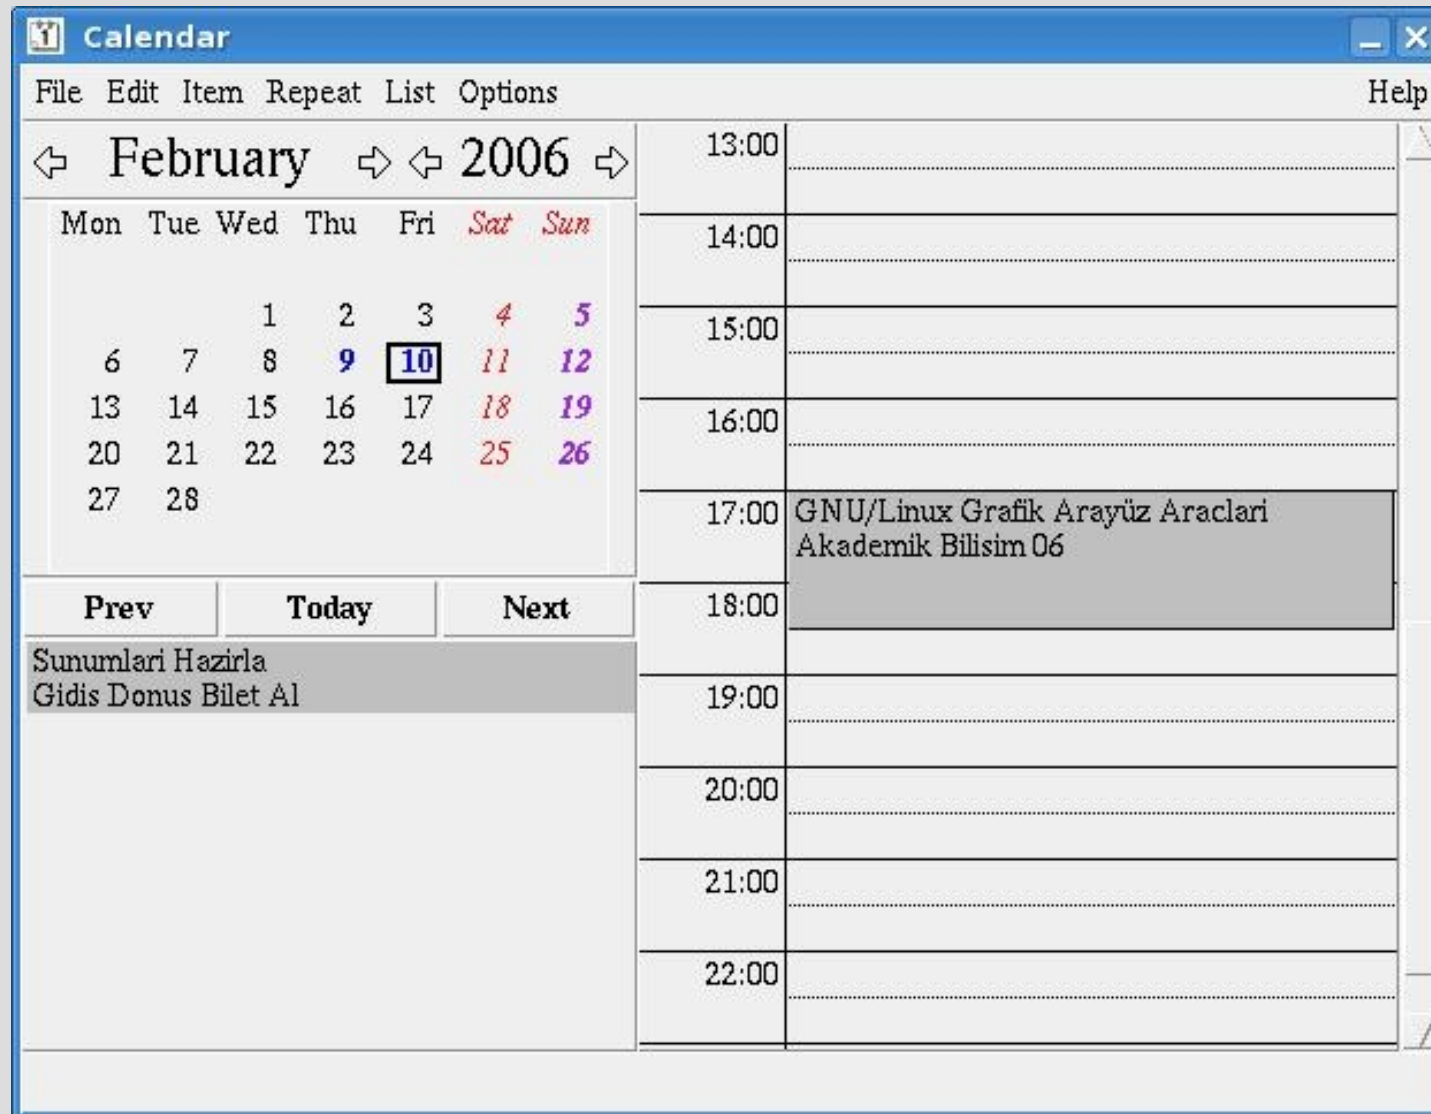 Calendar
File Edit Item Repeat List Options Help
February 2006
Mon Tue Wed Thu Fri Sat Sun
1 2 3 4 5
6 7 8 9 10 11 12
13 14 15 16 17 18 19
20 21 22 23 24 25 26
27 28
Prev Today Next
Sunumlari Hazirla
Gidis Donus Bilet Al
13:00
14:00
15:00
16:00
17:00 GNU/Linux Grafik Arayüz Araclari
Akademik Bilisim 06
18:00
19:00
20:00
21:00
22:00